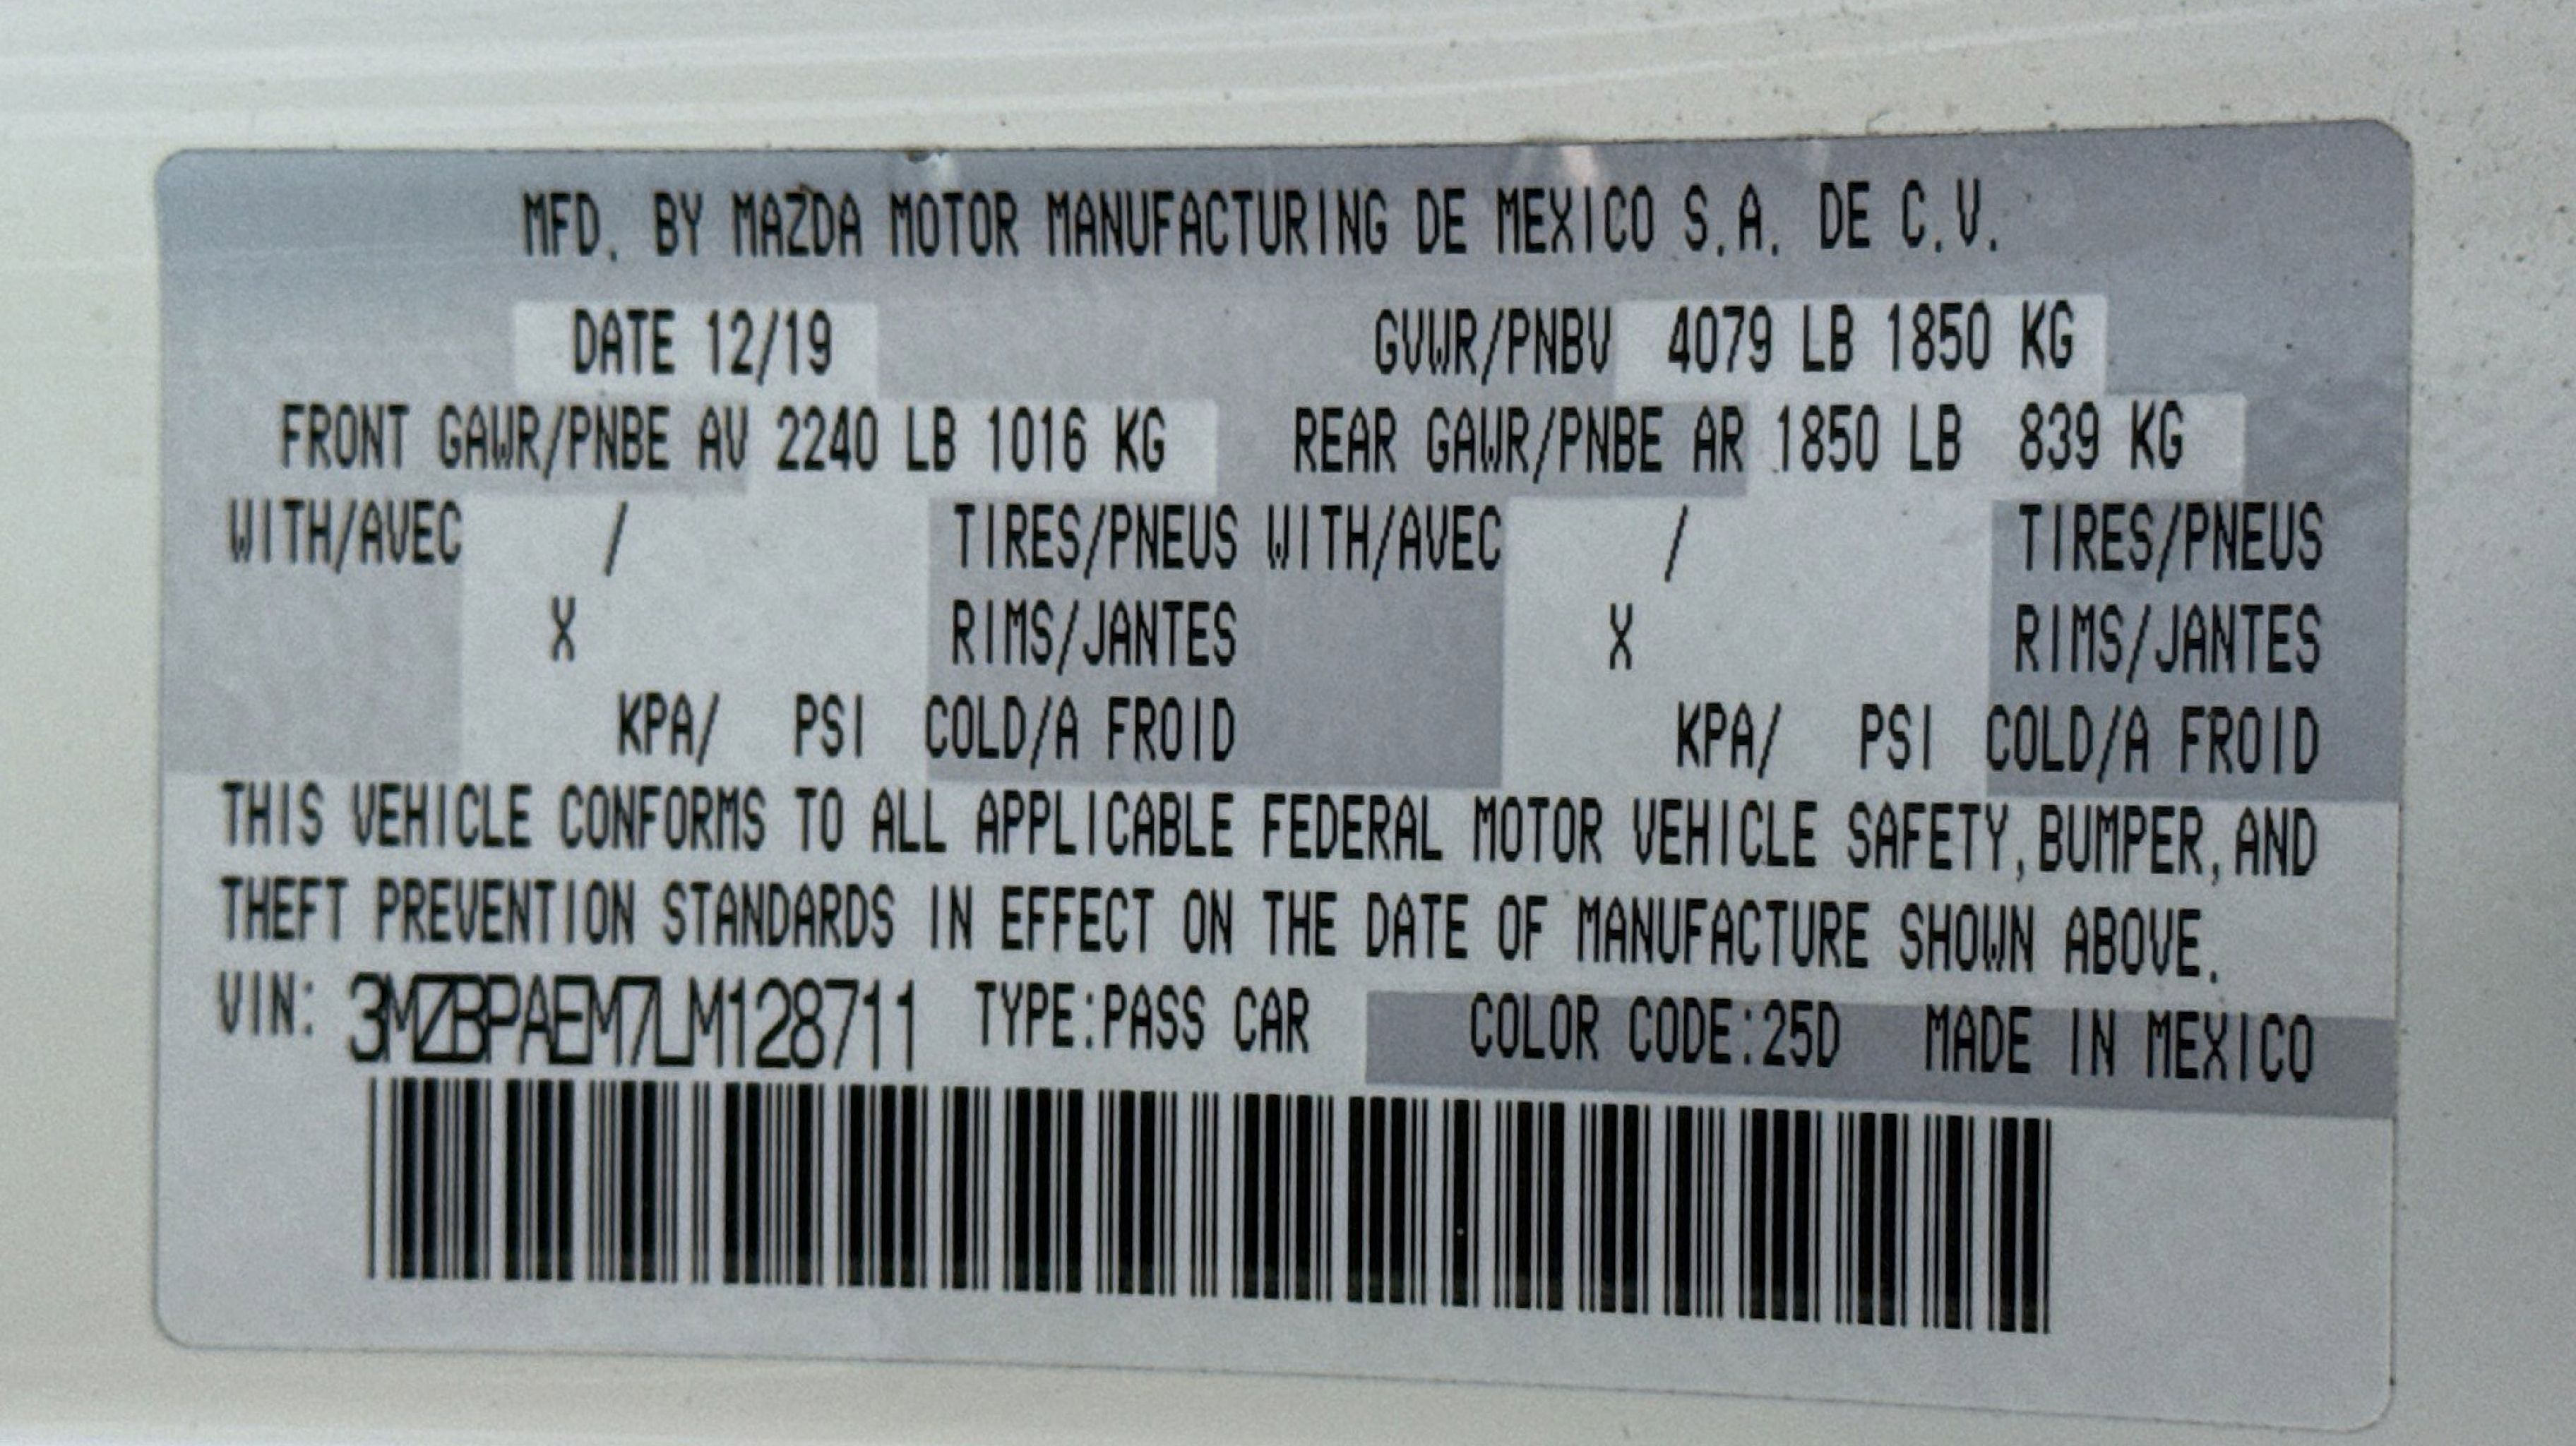 MFD. BY MAZDA MOTOR MANUFACTURING DE MEXICO S.A. DE C.V.
DATE 12/19 GVWR/PNBV 4079 LB 1850 KG
FRONT GAWR/PNBE AV 2240 LB 1016 KG REAR GAWR/PNBE AR 1850 LB 839 KG
WITH/AVEC / TIRES/PNEUS WITH/AVEC / TIRES/PNEUS
X RIMS/JANTES X RIMS/JANTES
KPA/ PSI COLD/A FROID KPA/ PSI COLD/A FROID
THIS VEHICLE CONFORMS TO ALL APPLICABLE FEDERAL MOTOR VEHICLE SAFETY, BUMPER, AND
THEFT PREVENTION STANDARDS IN EFFECT ON THE DATE OF MANUFACTURE SHOWN ABOVE.
VIN: 3MZBPAEM7LM128711 TYPE:PASS CAR COLOR CODE:25D MADE IN MEXICO